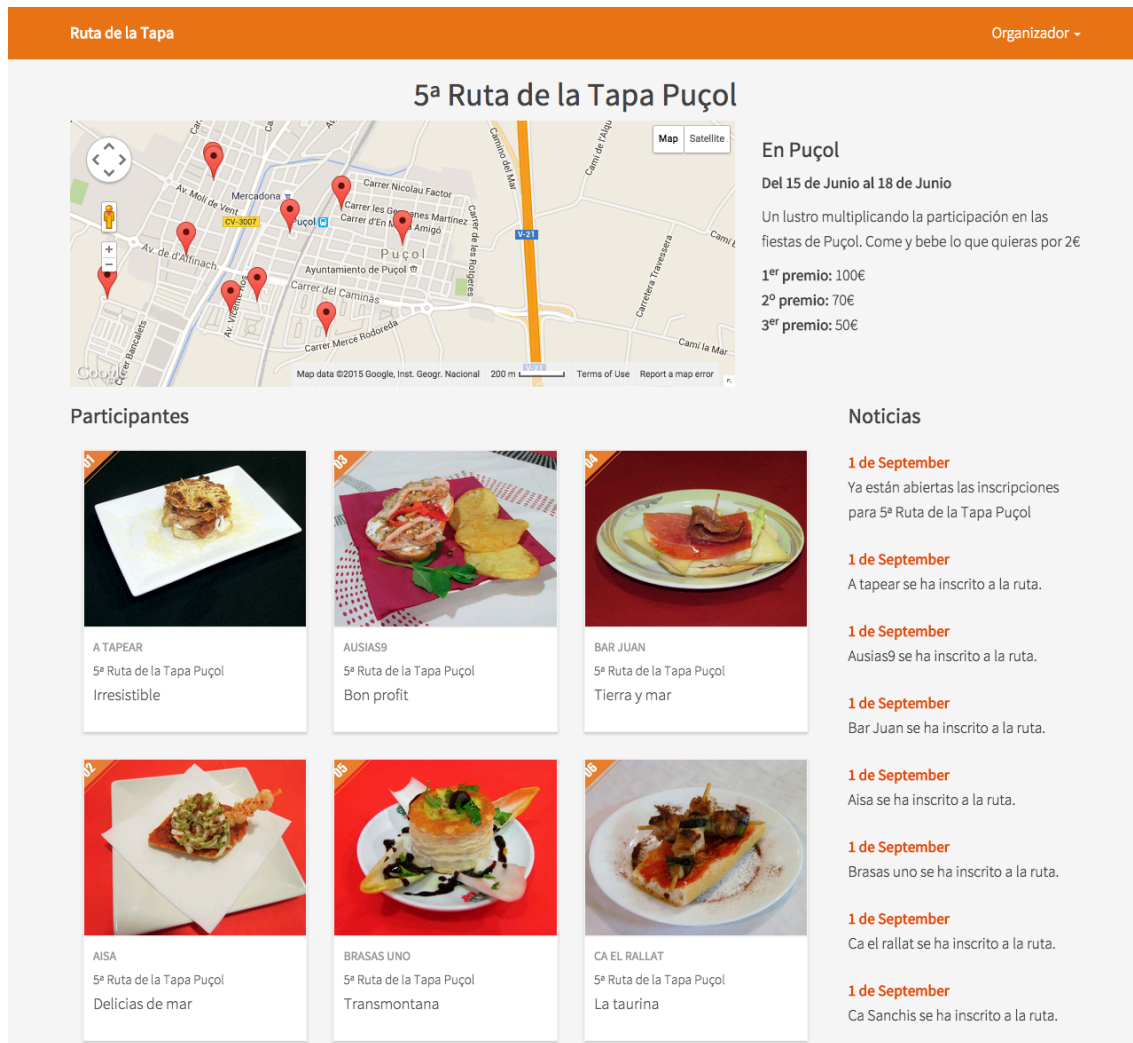 Ruta de la Tapa
Organizador
5ª Ruta de la Tapa Puçol
Map Satellite
Camino del Mar
Av. Molí de Vent
Mercadona
CV-3007
Puçol
Carrer Nicolau Factor
Carrer d'En
Amigó
Carrer de les Rotgeres
V-21
Puçol
Av. de d'Alfinach
Ayuntamiento de Puçol
Carrer del Caminàs
Carretera Travessera
Carrer Mercé Rodoreda
Camí la Mar
Carrer Bancalets
V-21
Google
Map data ©2015 Google, Inst. Geogr. Nacional 200 m Terms of Use Report a map error
En Puçol
Del 15 de Junio al 18 de Junio
Un lustro multiplicando la participación en las
fiestas de Puçol. Come y bebe lo que quieras por 2€
1er premio: 100€
2º premio: 70€
3er premio: 50€
Participantes
01
A TAPEAR
5ª Ruta de la Tapa Puçol
Irresistible
03
AUSIAS9
5ª Ruta de la Tapa Puçol
Bon profit
04
BAR JUAN
5ª Ruta de la Tapa Puçol
Tierra y mar
02
AISA
5ª Ruta de la Tapa Puçol
Delicias de mar
05
BRASAS UNO
5ª Ruta de la Tapa Puçol
Transmontana
06
CA EL RALLAT
5ª Ruta de la Tapa Puçol
La taurina
Noticias
1 de September
Ya están abiertas las inscripciones
para 5ª Ruta de la Tapa Puçol
1 de September
A tapear se ha inscrito a la ruta.
1 de September
Ausias9 se ha inscrito a la ruta.
1 de September
Bar Juan se ha inscrito a la ruta.
1 de September
Aisa se ha inscrito a la ruta.
1 de September
Brasas uno se ha inscrito a la ruta.
1 de September
Ca el rallat se ha inscrito a la ruta.
1 de September
Ca Sanchis se ha inscrito a la ruta.